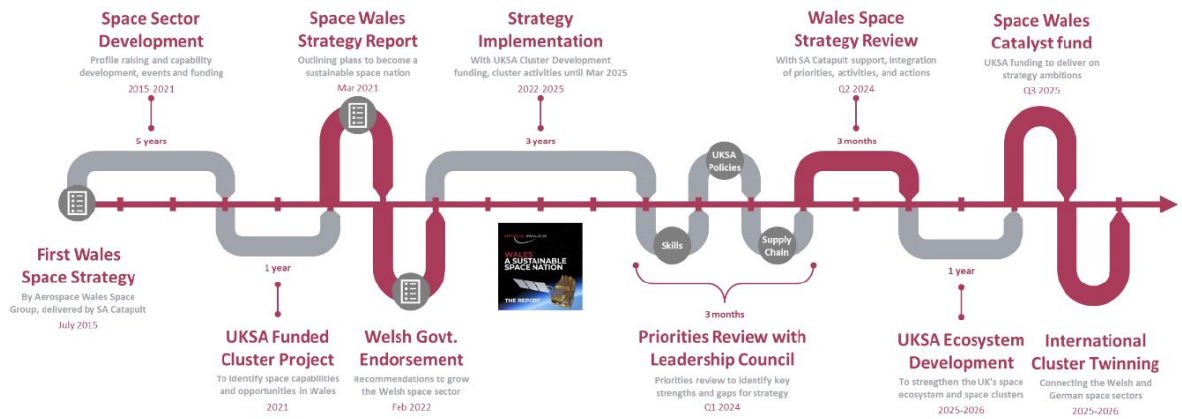 Space Sector
Development
Profile raising and capability
development, events and funding
2015-2021
Space Wales
Strategy Report
Outlining plans to become a
sustainable space nation
Mar 2021
Strategy
Implementation
With UKSA Cluster Development
funding, cluster activities until Mar 2025
2022-2025
Wales Space
Strategy Review
With SA Catapult support, integration
of priorities, activities, and actions
Q2 2024
Space Wales
Catalyst fund
UKSA funding to deliver on
strategy ambitions
Q3 2025
5 years
3 years
UKSA
Policies
3 months
Skills
Supply
Chain
1 year
1 year
3 months
SPACE WALES
WALES
A SUSTAINABLE
SPACE NATION
THE REPORT
First Wales
Space Strategy
By Aerospace Wales Space
Group, delivered by SA Catapult
July 2015
UKSA Funded
Cluster Project
To identify space capabilities
and opportunities in Wales
2021
Welsh Govt.
Endorsement
Recommendations to grow
the Welsh space sector
Feb 2022
Priorities Review with
Leadership Council
Priorities review to identify key
strengths and gaps for strategy
Q1 2024
UKSA Ecosystem
Development
To strengthen the UK's space
ecosystem and space clusters
2025-2026
International
Cluster Twinning
Connecting the Welsh and
German space sectors
2025-2026